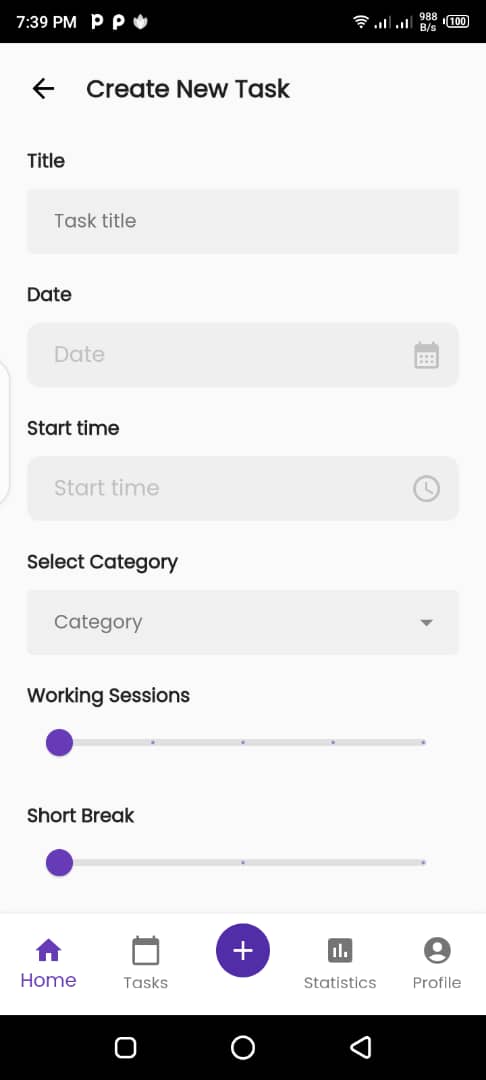 7:39 PM
988
B/s
100
Create New Task
Title
Task title
Date
Date
Start time
Start time
Select Category
Category
Working Sessions
Short Break
Home
Tasks
Statistics
Profile